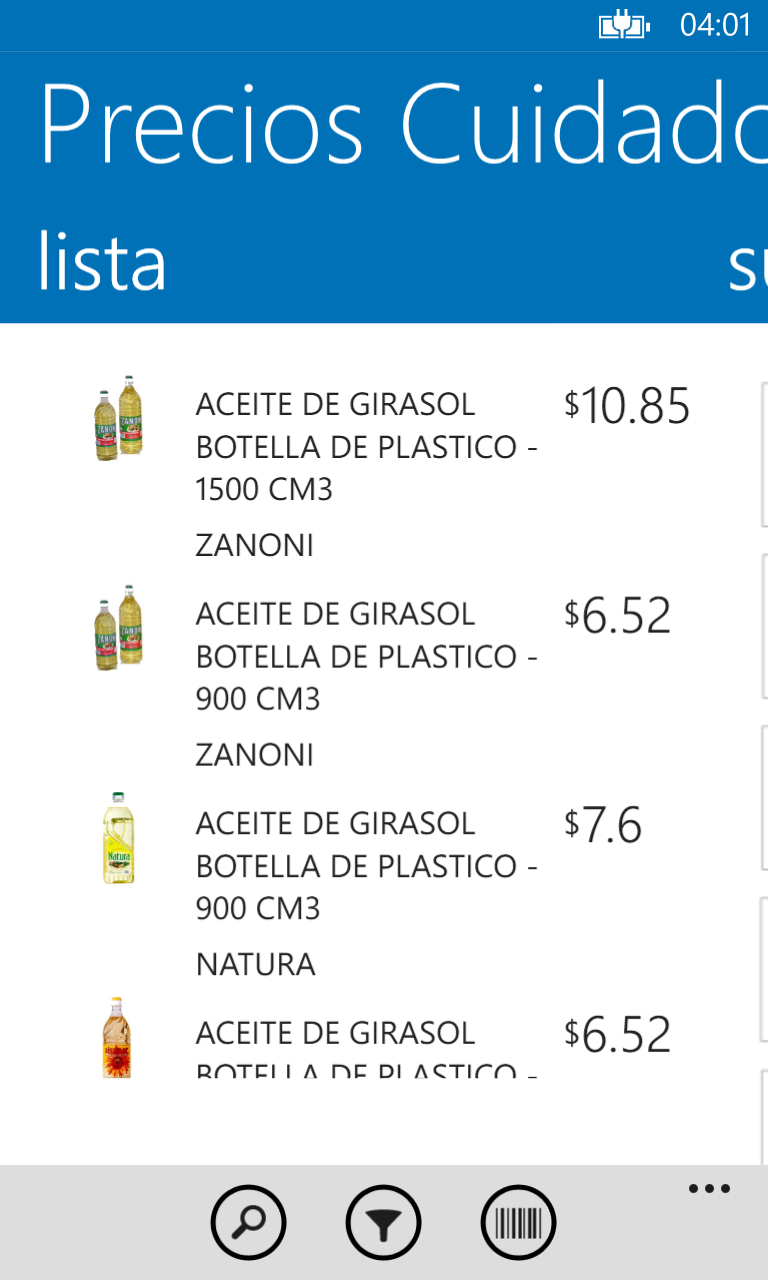 04:01
Precios Cuidado
lista
su
ACEITE DE GIRASOL
$10.85
BOTELLA DE PLASTICO -
1500 CM3
ZANONI
ACEITE DE GIRASOL
$6.52
BOTELLA DE PLASTICO -
900 CM3
ZANONI
Natura
ACEITE DE GIRASOL
$7.6
BOTELLA DE PLASTICO -
900 CM3
NATURA
ACEITE DE GIRASOL
$6.52
BOTELLA DE PLASTICO -